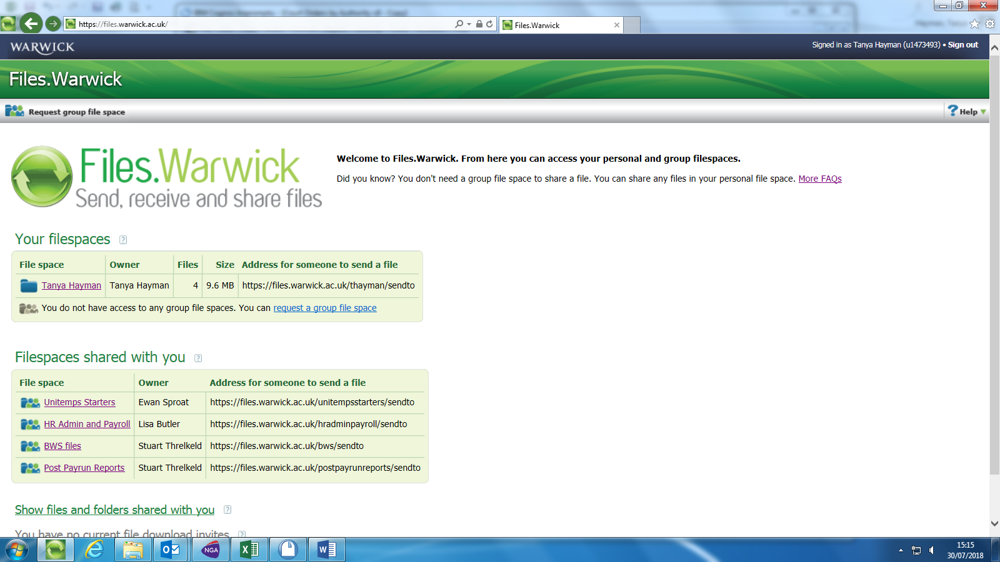 https://files.warwick.ac.uk/
Files.Warwick
WARWICK
Signed in as Tanya Hayman (u1473493) • Sign out
Files.Warwick
Request group file space
Help
Files.Warwick
Send, receive and share files
Welcome to Files.Warwick. From here you can access your personal and group filespaces.
Did you know? You don't need a group file space to share a file. You can share any files in your personal file space. More FAQs
Your filespaces ?
File space Owner Files Size Address for someone to send a file
Tanya Hayman Tanya Hayman 4 9.6 MB https://files.warwick.ac.uk/thayman/sendto
You do not have access to any group file spaces. You can request a group file space
Filespaces shared with you ?
File space Owner Address for someone to send a file
Unitemps Starters Ewan Sproat https://files.warwick.ac.uk/unitempsstarters/sendto
HR Admin and Payroll Lisa Butler https://files.warwick.ac.uk/hradminpayroll/sendto
BWS files Stuart Threlkeld https://files.warwick.ac.uk/bws/sendto
Post Payrun Reports Stuart Threlkeld https://files.warwick.ac.uk/postpayrunreports/sendto
Show files and folders shared with you ?
You have no current file download invites ?
NGA
15:15
30/07/2018